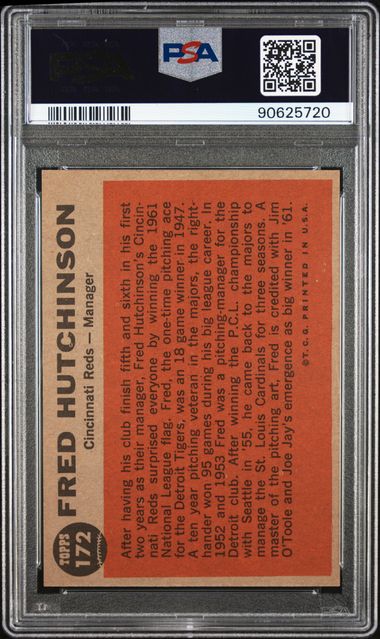 PSA
PSA
90625720
TOPPS
172
FRED HUTCHINSON
Cincinnati Reds — Manager
After having his club finish fifth and sixth in his first
two years as their manager, Fred Hutchinson's Cincin-
nati Reds surprised everyone by winning the 1961
National League flag. Fred, the one-time pitching ace
for the Detroit Tigers, was an 18 game winner in 1947.
A ten year pitching veteran in the majors, the right-
hander won 95 games during his big league career. In
1952 and 1953 Fred was a pitching-manager for the
Detroit club. After winning the P.C.L. championship
with Seattle in '55, he came back to the majors to
manage the St. Louis Cardinals for three seasons. A
master of the pitching art, Fred is credited with Jim
O'Toole and Joe Jay's emergence as big winner in '61.
© T. C. G. PRINTED IN U.S.A.